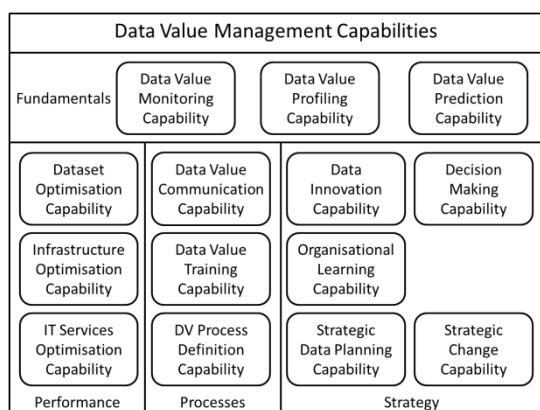 Data Value Management Capabilities
Fundamentals
Data Value
Monitoring
Capability
Data Value
Profiling
Capability
Data Value
Prediction
Capability
Dataset
Optimisation
Capability
Infrastructure
Optimisation
Capability
IT Services
Optimisation
Capability
Performance
Data Value
Communication
Capability
Data Value
Training
Capability
DV Process
Definition
Capability
Processes
Data
Innovation
Capability
Decision
Making
Capability
Organisational
Learning
Capability
Strategic
Data Planning
Capability
Strategic
Change
Capability
Strategy